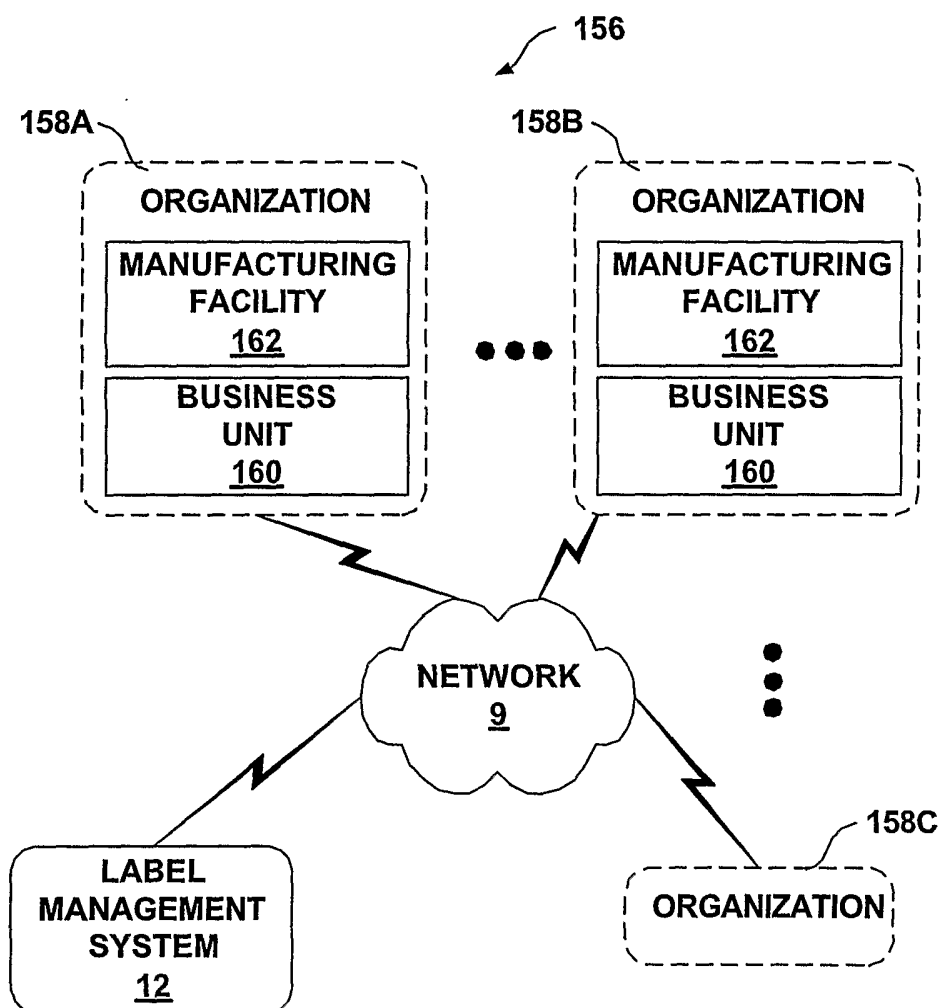 156
158A
158B
ORGANIZATION
MANUFACTURING
FACILITY
162
BUSINESS
UNIT
160
ORGANIZATION
MANUFACTURING
FACILITY
162
BUSINESS
UNIT
160
NETWORK
9
158C
LABEL
MANAGEMENT
SYSTEM
12
ORGANIZATION